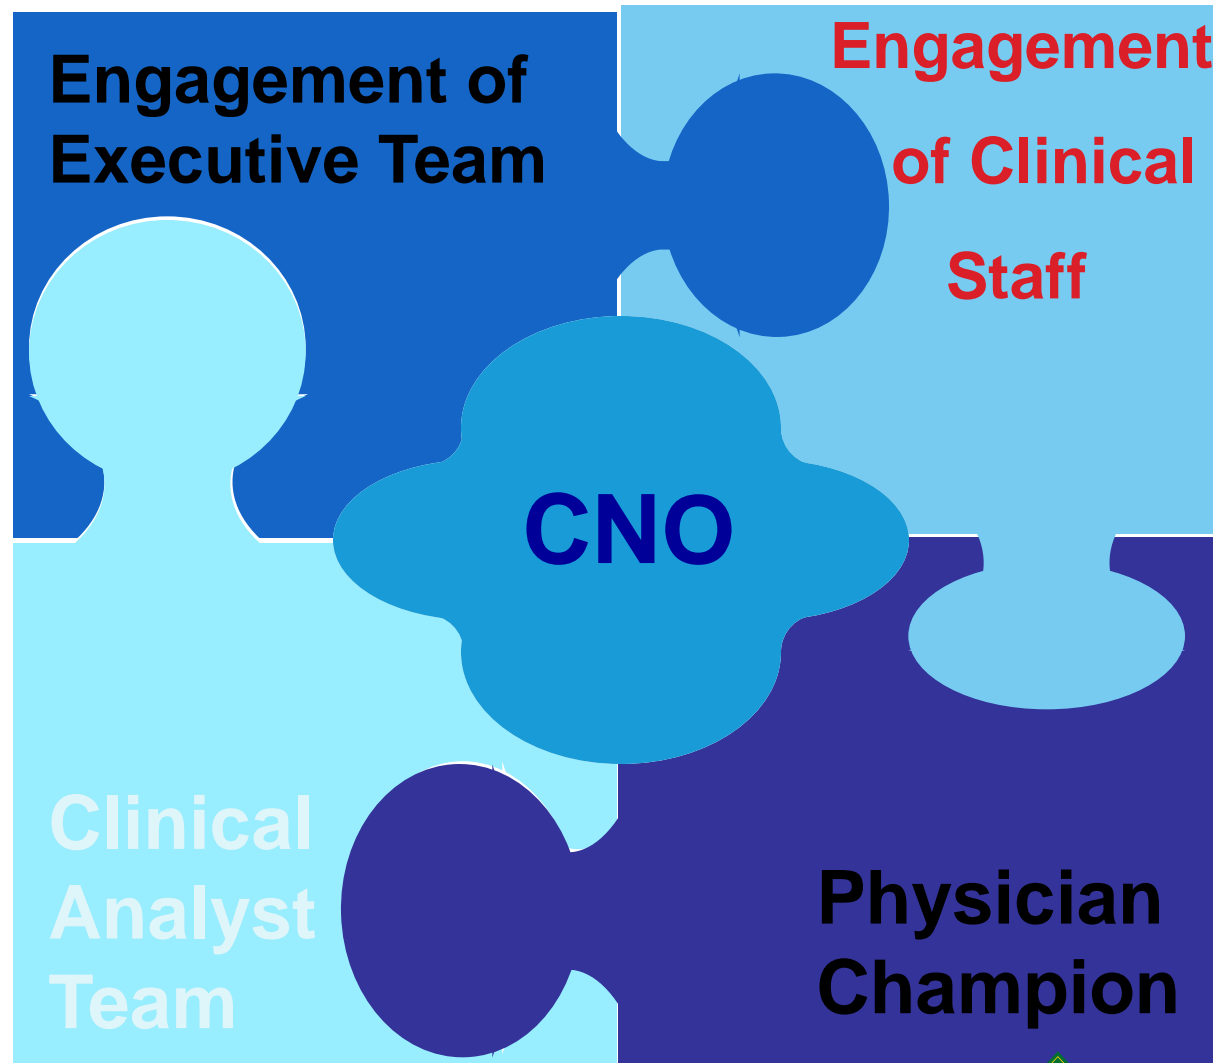 Engagement of
Executive Team
Engagement
of Clinical
Staff
CNO
Clinical
Analyst
Team
Physician
Champion